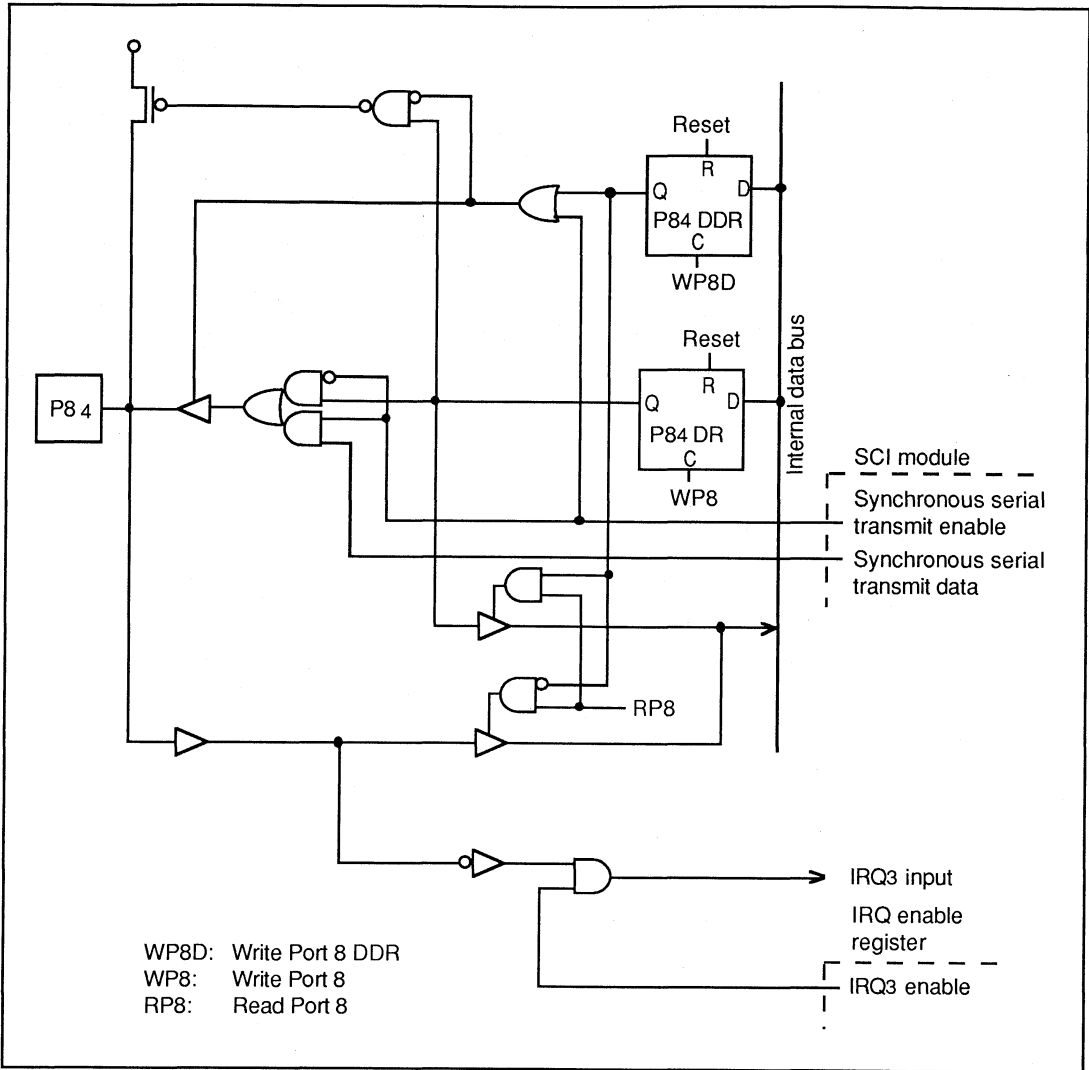 Reset
R
Q
D
P84 DDR
C
WP8D
Reset
R
Q
D
P84 DR
C
WP8
Internal data bus
P84
SCI module
Synchronous serial
transmit enable
Synchronous serial
transmit data
RP8
IRQ3 input
IRQ enable
register
IRQ3 enable
WP8D: Write Port 8 DDR
WP8: Write Port 8
RP8: Read Port 8